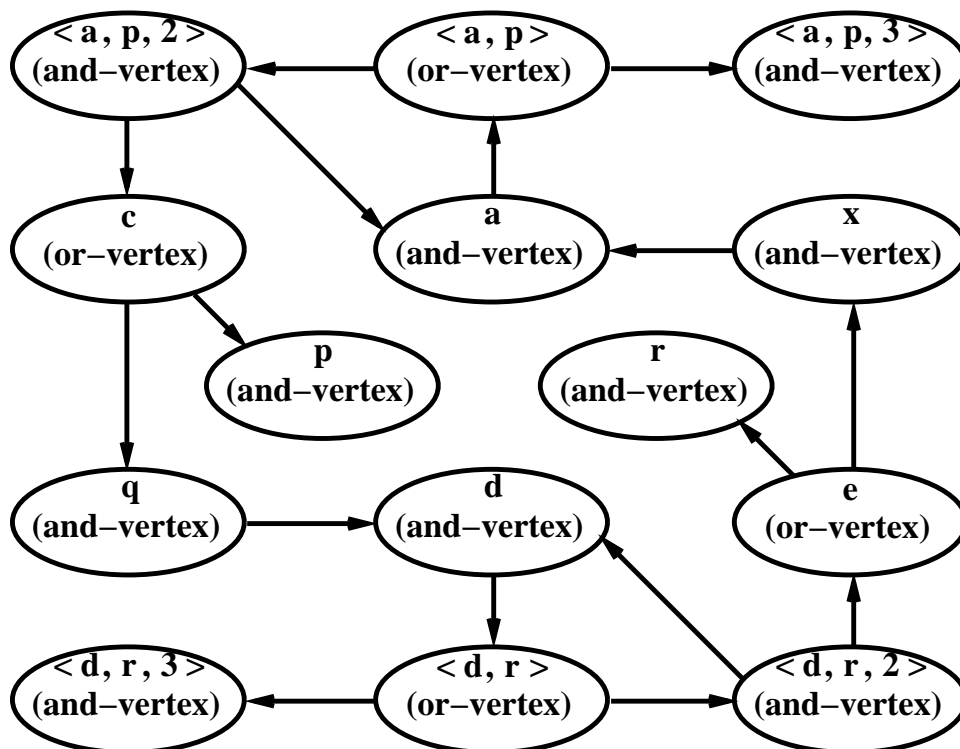 < a, p, 2 >
(and–vertex)
< a, p >
(or–vertex)
< a, p, 3 >
(and–vertex)
c
(or–vertex)
a
(and–vertex)
x
(and–vertex)
p
(and–vertex)
r
(and–vertex)
q
(and–vertex)
d
(and–vertex)
e
(or–vertex)
< d, r, 3 >
(and–vertex)
< d, r >
(or–vertex)
< d, r, 2 >
(and–vertex)